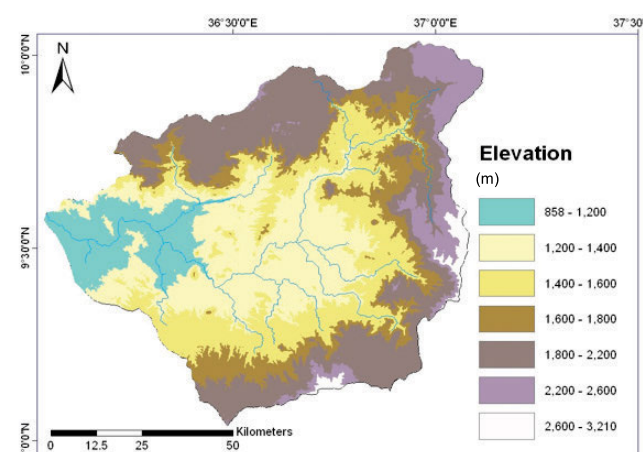 36°30'0"E
37°0'0"E
37°30
10°0'0"N
N
Elevation
(m)
858 - 1,200
1,200 - 1,400
9°30'0"N
1,400 - 1,600
1,600 - 1,800
1,800 - 2,200
2,200 - 2,600
2,600 - 3,210
Kilometers
0 12.5 25 50
°0'0"N